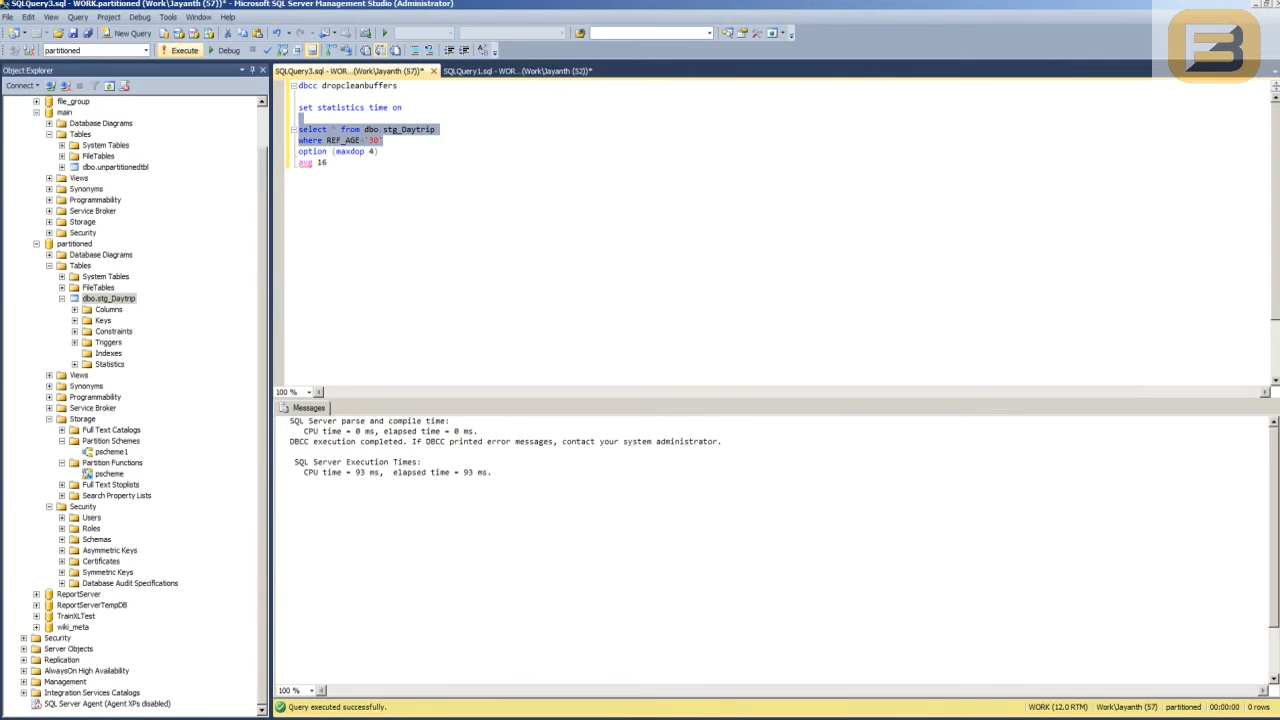 SQLQuery3.sql - WORK.partitioned (Work\Jayanth (57))* - Microsoft SQL Server Management Studio (Administrator)
File Edit View Query Project Debug Tools Window Help
New Query
partitioned Execute Debug
Object Explorer
SQLQuery3.sql - WOR...(Work\Jayanth (57))* SQLQuery1.sql - WOR...(Work\Jayanth (52))*
Connect
file_group
main
Database Diagrams
Tables
System Tables
FileTables
dbo.unpartitionedtbl
Views
Synonyms
Programmability
Service Broker
Storage
Security
partitioned
Database Diagrams
Tables
System Tables
FileTables
dbo.stg_Daytrip
Columns
Keys
Constraints
Triggers
Indexes
Statistics
Views
Synonyms
Programmability
Service Broker
Storage
Full Text Catalogs
Partition Schemes
pscheme1
Partition Functions
pscheme
Full Text Stoplists
Search Property Lists
Security
Users
Roles
Schemas
Asymmetric Keys
Certificates
Symmetric Keys
Database Audit Specifications
ReportServer
ReportServerTempDB
TrainXLTest
wiki_meta
Security
Server Objects
Replication
AlwaysOn High Availability
Management
Integration Services Catalogs
SQL Server Agent (Agent XPs disabled)
dbcc dropcleanbuffers
set statistics time on
select * from dbo.stg_Daytrip
where REF_AGE='30'
option (maxdop 4)
avg 16
100 %
Messages
SQL Server parse and compile time:
CPU time = 0 ms, elapsed time = 0 ms.
DBCC execution completed. If DBCC printed error messages, contact your system administrator.
SQL Server Execution Times:
CPU time = 93 ms, elapsed time = 93 ms.
100 %
Query executed successfully. WORK (12.0 RTM) Work\Jayanth (57) partitioned 00:00:00 0 rows